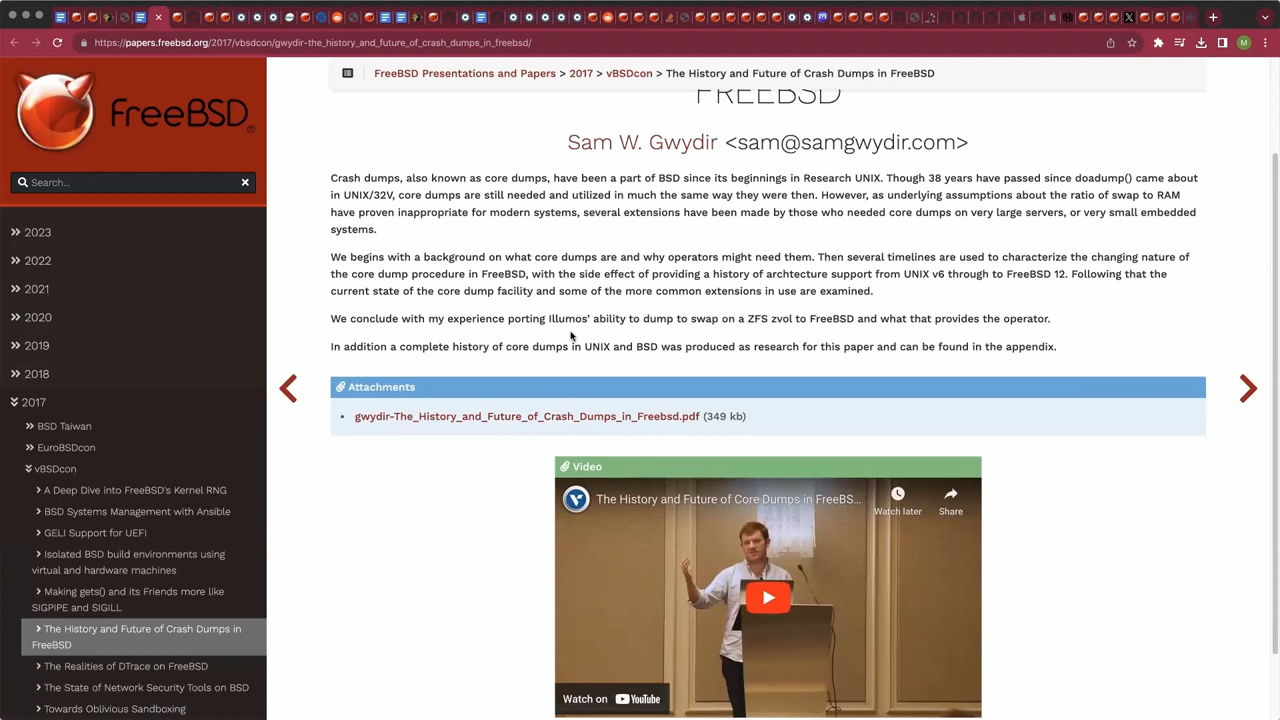 M
https://papers.freebsd.org/2017/vbsdcon/gwydir-the_history_and_future_of_crash_dumps_in_freebsd/
FreeBSD
Search...
2023
2022
2021
2020
2019
2018
2017
BSD Taiwan
EuroBSDcon
vBSDcon
A Deep Dive into FreeBSD's Kernel RNG
BSD Systems Management with Ansible
GELI Support for UEFI
Isolated BSD build environments using
virtual and hardware machines
Making gets() and its Friends more like
SIGPIPE and SIGILL
The History and Future of Crash Dumps in
FreeBSD
The Realities of DTrace on FreeBSD
The State of Network Security Tools on BSD
Towards Oblivious Sandboxing
FreeBSD Presentations and Papers > 2017 > vBSDcon > The History and Future of Crash Dumps in FreeBSD
FREEBSD
Sam W. Gwydir <sam@samgwydir.com>
Crash dumps, also known as core dumps, have been a part of BSD since its beginnings in Research UNIX. Though 38 years have passed since doadump() came about
in UNIX/32V, core dumps are still needed and utilized in much the same way they were then. However, as underlying assumptions about the ratio of swap to RAM
have proven inappropriate for modern systems, several extensions have been made by those who needed core dumps on very large servers, or very small embedded
systems.
We begins with a background on what core dumps are and why operators might need them. Then several timelines are used to characterize the changing nature of
the core dump procedure in FreeBSD, with the side effect of providing a history of archtecture support from UNIX v6 through to FreeBSD 12. Following that the
current state of the core dump facility and some of the more common extensions in use are examined.
We conclude with my experience porting Illumos' ability to dump to swap on a ZFS zvol to FreeBSD and what that provides the operator.
In addition a complete history of core dumps in UNIX and BSD was produced as research for this paper and can be found in the appendix.
Attachments
• gwydir-The_History_and_Future_of_Crash_Dumps_in_Freebsd.pdf (349 kb)
Video
The History and Future of Core Dumps in FreeBS...
Watch later
Share
Watch on YouTube